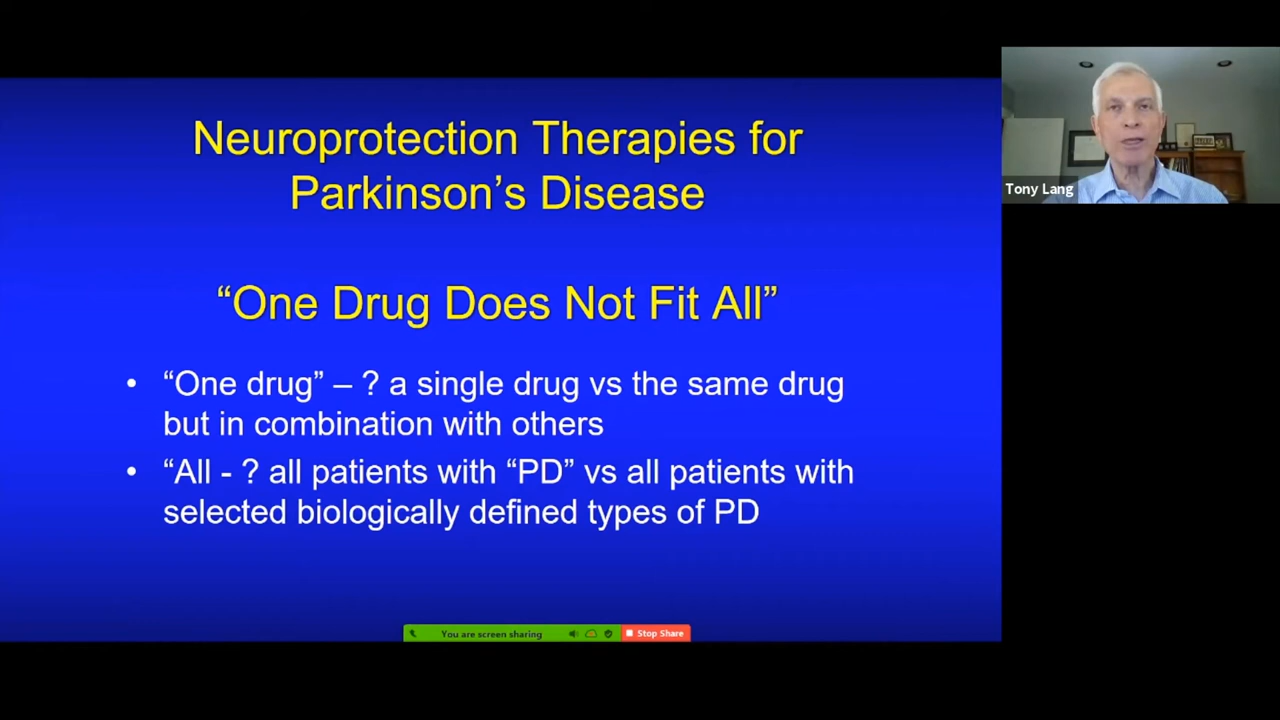 Neuroprotection Therapies for
Parkinson’s Disease
“One Drug Does Not Fit All”
• “One drug” – ? a single drug vs the same drug
but in combination with others
• “All - ? all patients with “PD” vs all patients with
selected biologically defined types of PD
Tony Lang
You are screen sharing
Stop Share